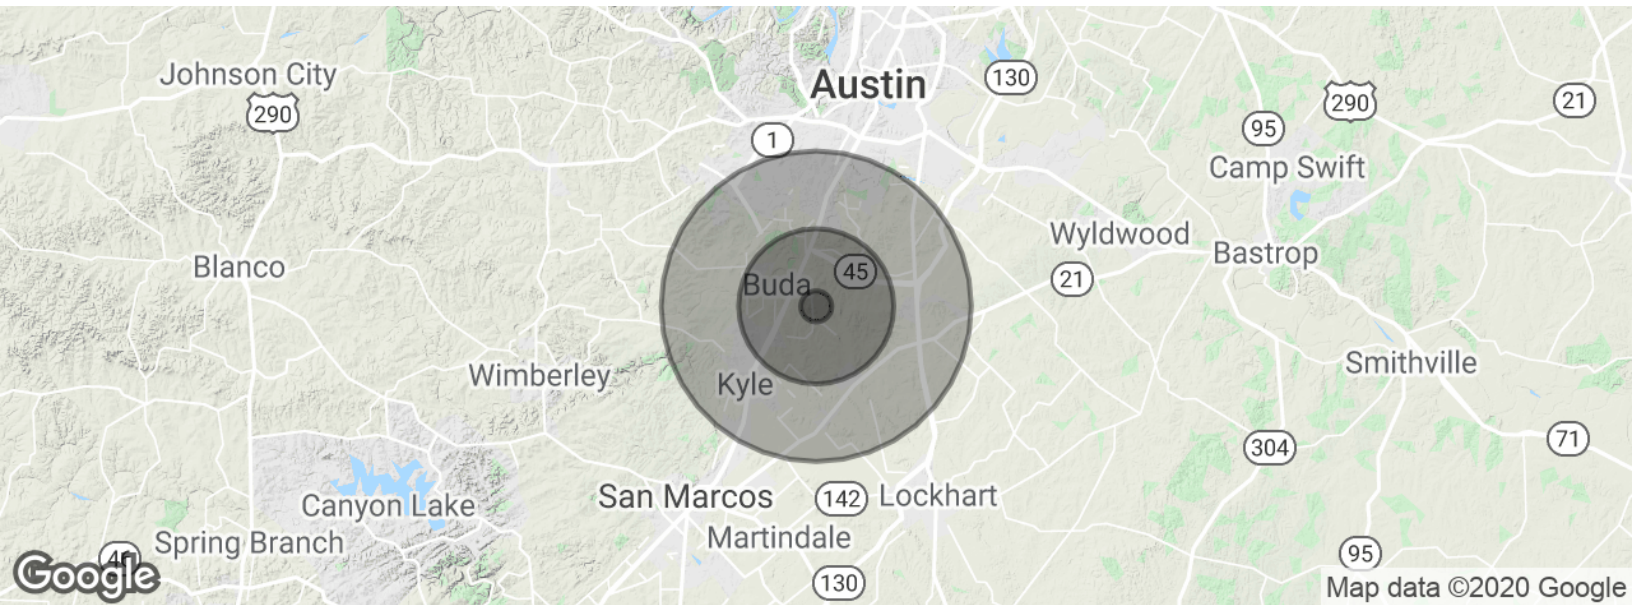 Johnson City
290
Austin
130
290
21
95
1
Camp Swift
Wyldwood
Bastrop
Blanco
45
21
Buda
Smithville
Wimberley
Kyle
71
304
San Marcos
142
Lockhart
Canyon Lake
Martindale
Spring Branch
95
Google
130
Map data ©2020 Google